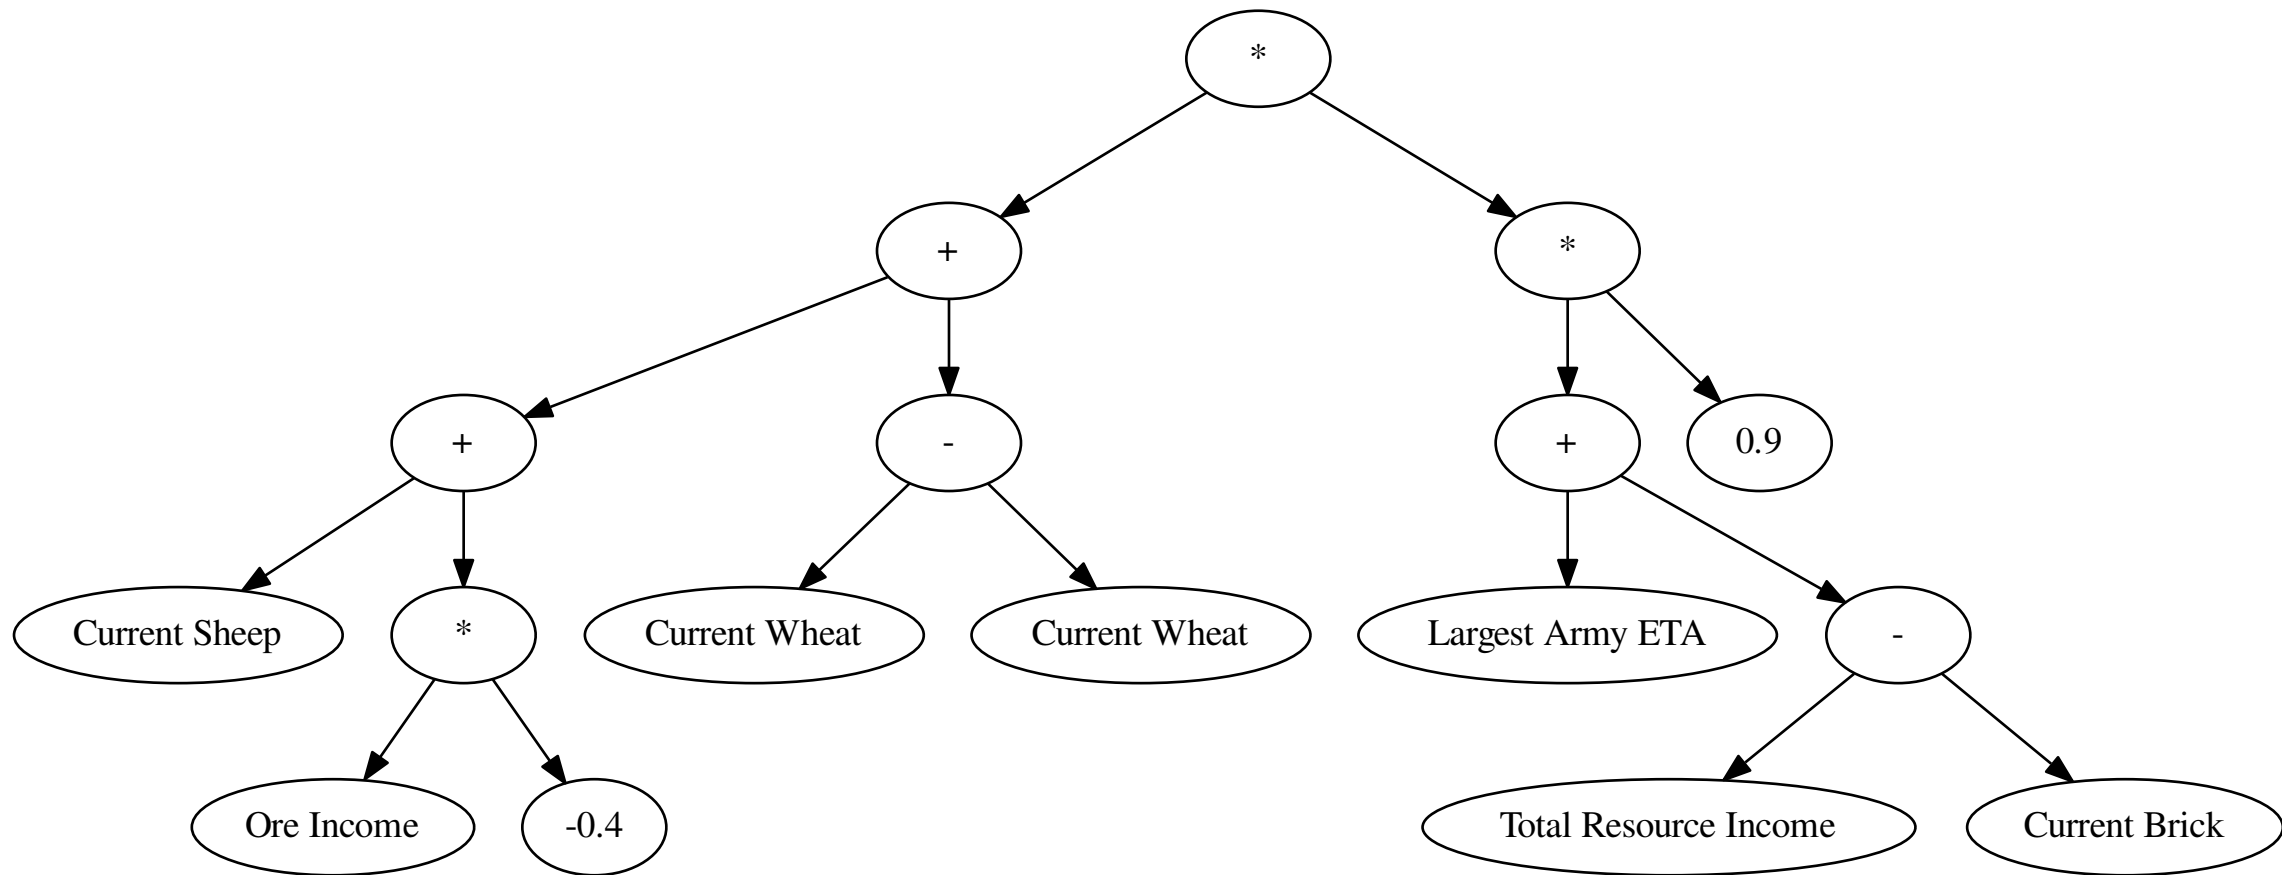 *
+
*
+
-
+
0.9
Current Sheep
*
Current Wheat
Current Wheat
Largest Army ETA
-
Ore Income
-0.4
Total Resource Income
Current Brick